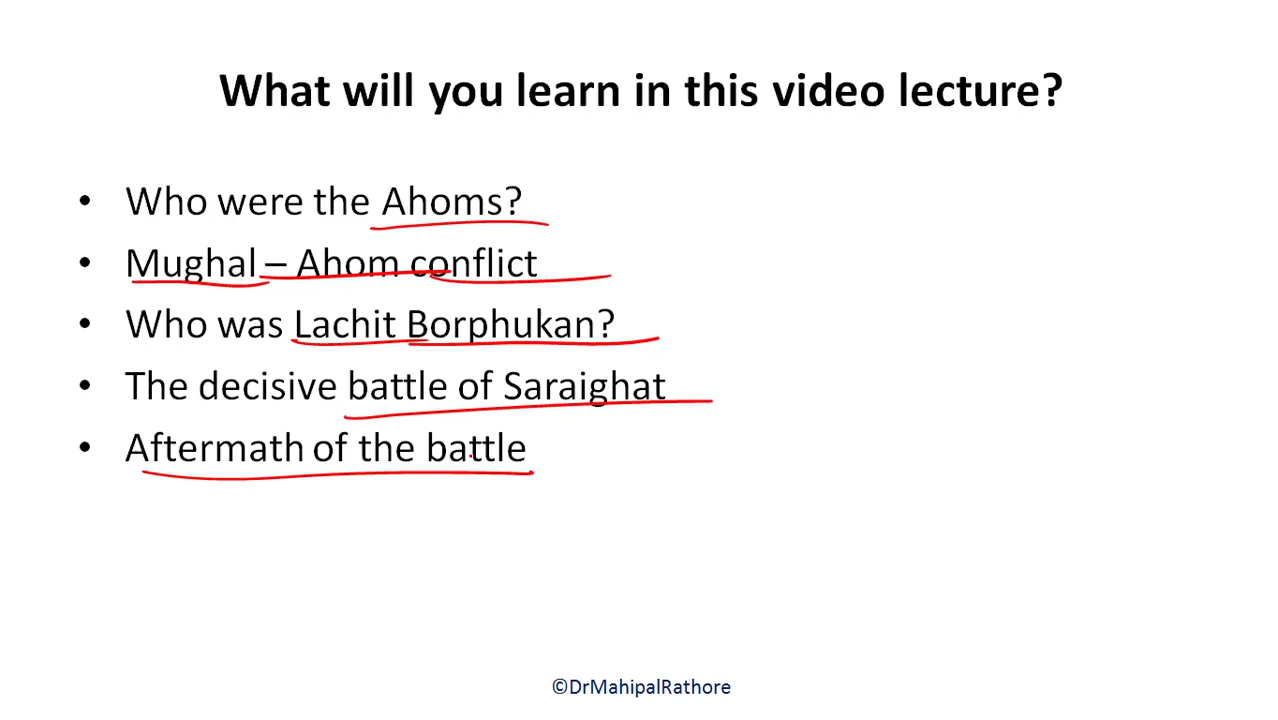 What will you learn in this video lecture?
• Who were the Ahoms?
• Mughal – Ahom conflict
• Who was Lachit Borphukan?
• The decisive battle of Saraighat
• Aftermath of the battle
©DrMahipalRathore